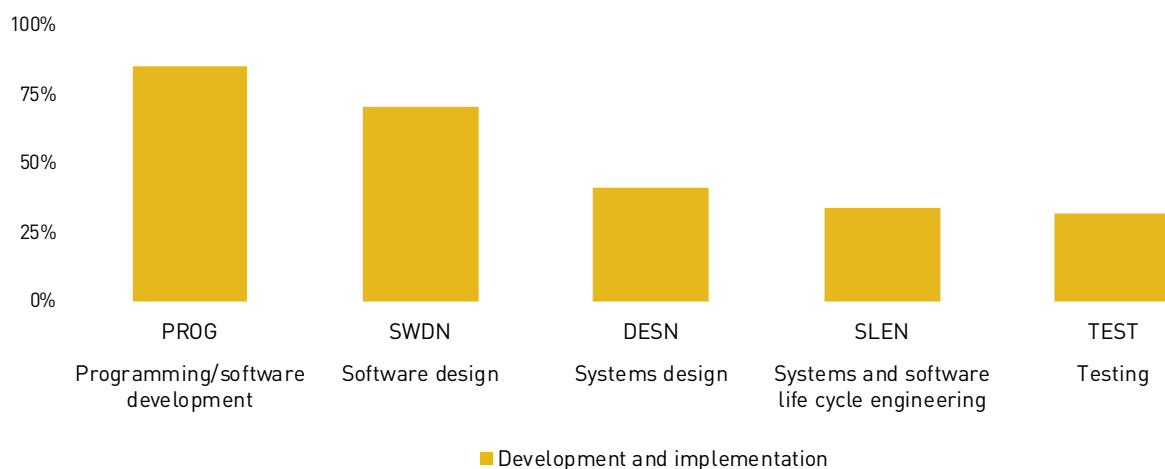 100%
75%
50%
25%
0%
PROG
SWDN
DESN
SLEN
TEST
Programming/software
development
Software design
Systems design
Systems and software
life cycle engineering
Testing
Development and implementation